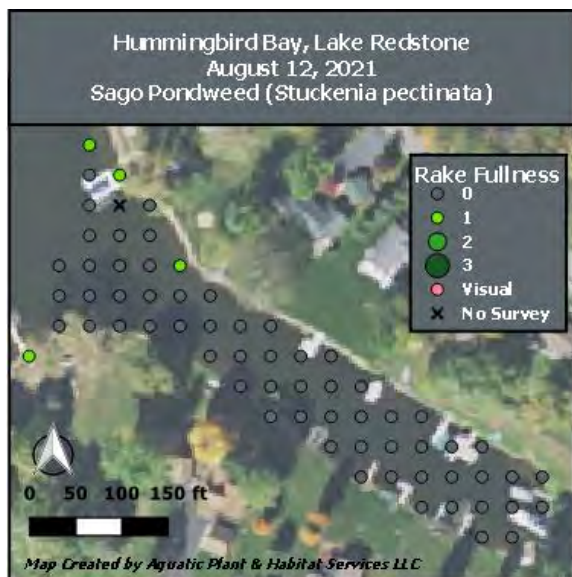 Hummingbird Bay, Lake Redstone
August 12, 2021
Sago Pondweed (Stuckenia pectinata)
Rake Fullness
0
1
2
3
Visual
No Survey
0 50 100 150 ft
Map Created by Aquatic Plant & Habitat Services LLC